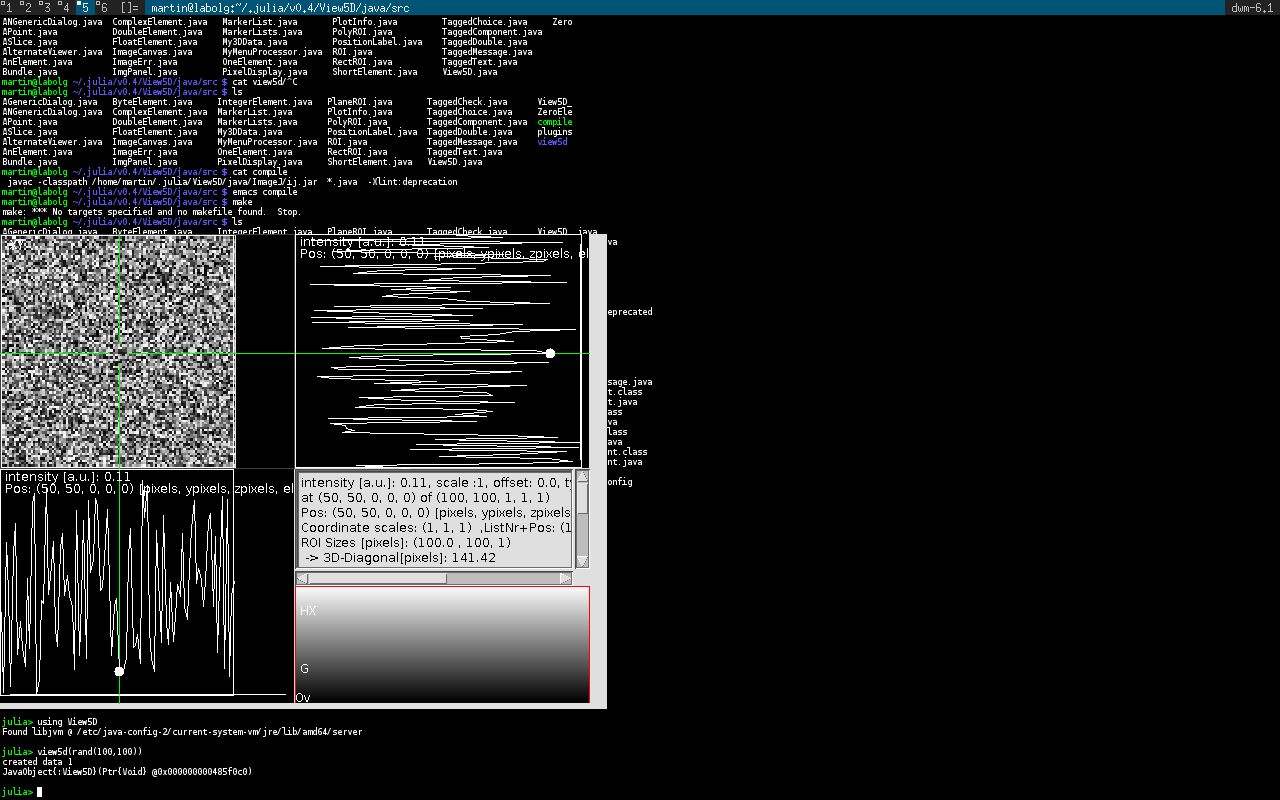 1 2 3 4 5 6 []= martin@labolg:~/.julia/v0.4/View5D/java/src dwm-6.1
ANGenericDialog.java ComplexElement.java MarkerList.java PlotInfo.java TaggedChoice.java Zero
APoint.java DoubleElement.java MarkerLists.java PolyROI.java TaggedComponent.java
ASlice.java FloatElement.java My3DData.java PositionLabel.java TaggedDouble.java
AlternateViewer.java ImageCanvas.java MyMenuProcessor.java ROI.java TaggedMessage.java
AnElement.java ImageErr.java OneElement.java RectROI.java TaggedText.java
Bundle.java ImgPanel.java PixelDisplay.java ShortElement.java View5D.java
martin@labolg ~/.julia/v0.4/View5D/java/src $ cat view5d/^C
martin@labolg ~/.julia/v0.4/View5D/java/src $ ls
AGenericDialog.java ByteElement.java IntegerElement.java PlaneROI.java TaggedCheck.java View5D_
ANGenericDialog.java ComplexElement.java MarkerList.java PlotInfo.java TaggedChoice.java ZeroEle
APoint.java DoubleElement.java MarkerLists.java PolyROI.java TaggedComponent.java compile
ASlice.java FloatElement.java My3DData.java PositionLabel.java TaggedDouble.java plugins
AlternateViewer.java ImageCanvas.java MyMenuProcessor.java ROI.java TaggedMessage.java view5d
AnElement.java ImageErr.java OneElement.java RectROI.java TaggedText.java
Bundle.java ImgPanel.java PixelDisplay.java ShortElement.java View5D.java
martin@labolg ~/.julia/v0.4/View5D/java/src $ cat compile
javac -classpath /home/martin/.julia/View5D/java/ImageJ/ij.jar *.java -Xlint:deprecation
martin@labolg ~/.julia/v0.4/View5D/java/src $ emacs compile
martin@labolg ~/.julia/v0.4/View5D/java/src $ make
make: *** No targets specified and no makefile found. Stop.
martin@labolg ~/.julia/v0.4/View5D/java/src $ ls
AGenericDialog.java ByteElement.java IntegerElement.java PlaneROI.java TaggedCheck.java View5D_.java
intensity [a.u.]: 0.11
Pos: (50, 50, 0, 0, 0) [pixels, ypixels, zpixels, el
va
eprecated
sage.java
t.class
t.java
ass
va
lass
ava
nt.class
nt.java
onfig
intensity [a.u.]: 0.11
Pos: (50, 50, 0, 0, 0) [pixels, ypixels, zpixels, el
intensity [a.u.]: 0.11, scale :1, offset: 0.0, ty
at (50, 50, 0, 0, 0) of (100, 100, 1, 1, 1)
Pos: (50, 50, 0, 0, 0) [pixels, ypixels, zpixels
Coordinate scales: (1, 1, 1) ,ListNr+Pos: (1
ROI Sizes [pixels]: (100.0 , 100, 1)
-> 3D-Diagonal[pixels]: 141.42
HX
G
Ov
julia> using View5D
Found libjvm @ /etc/java-config-2/current-system-vm/jre/lib/amd64/server
julia> view5d(rand(100,100))
created data 1
JavaObject{:View5D}(Ptr{Void} @0x000000000485f0c0)
julia>